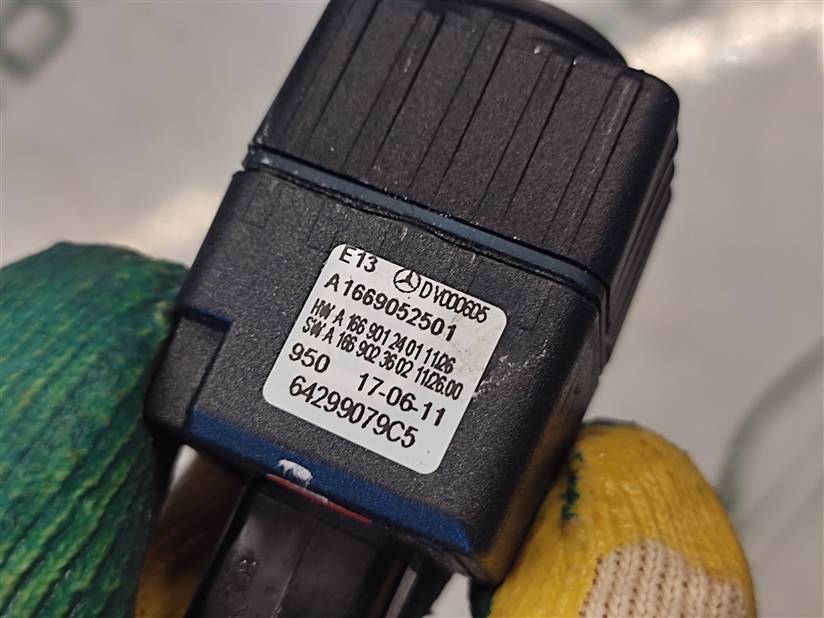 E13 DV000605
A1669052501
HW A 166 901 24 01 11/26
SW A 166 902 36 02 11/26.00
950 17-06-11
64299079C5